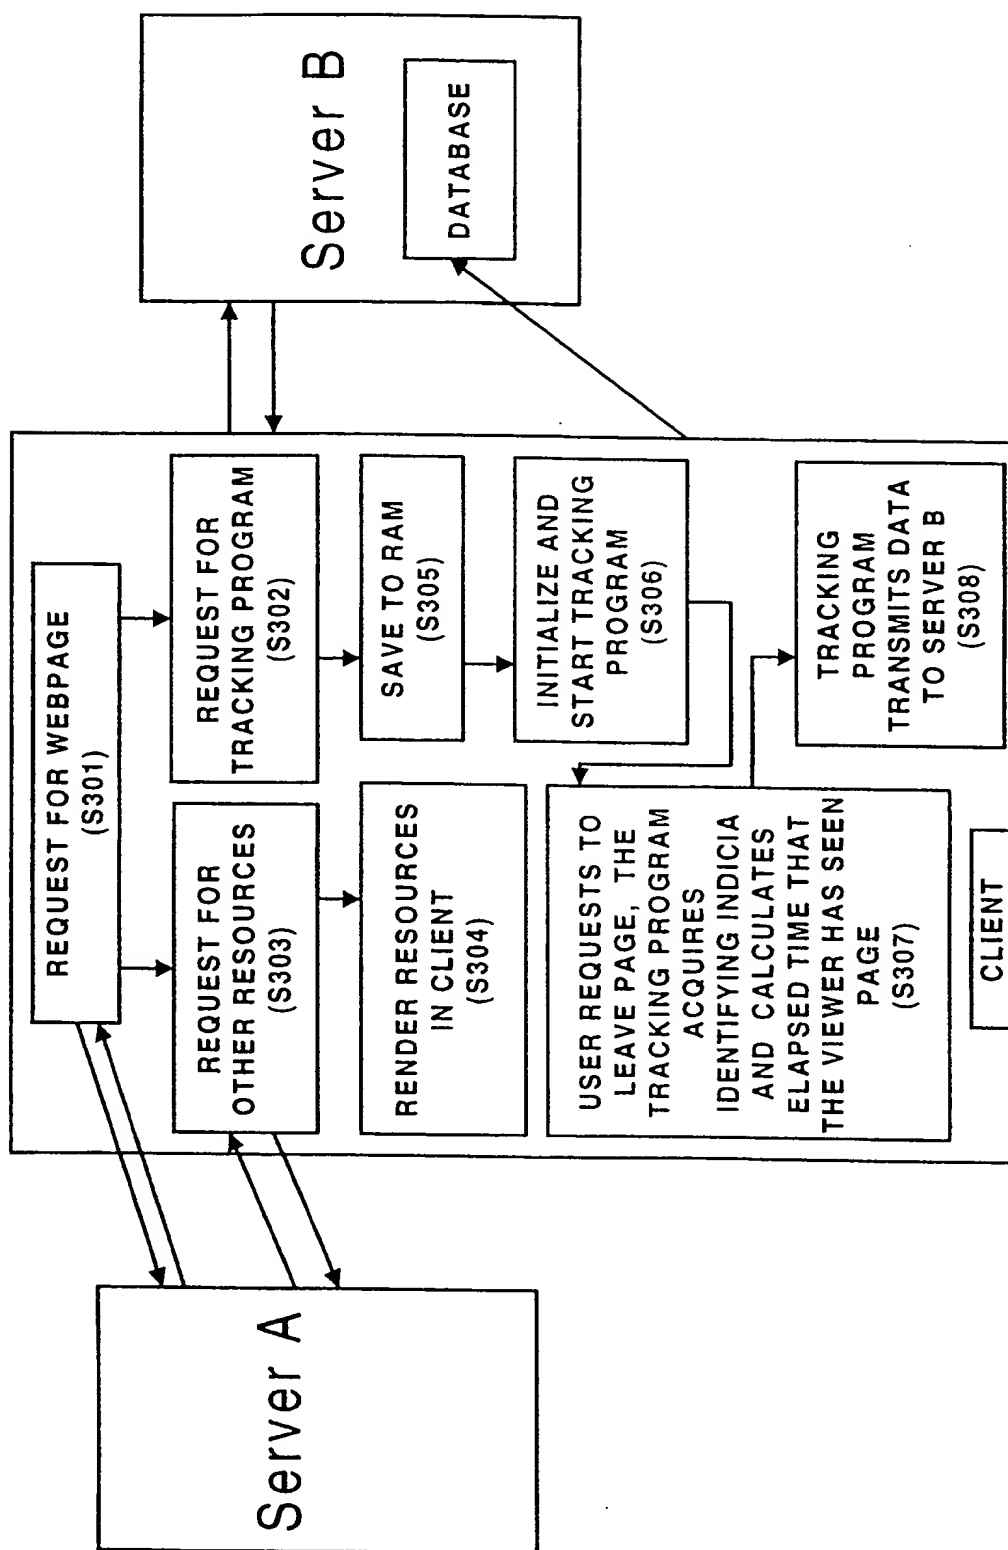 Server A
REQUEST FOR WEBPAGE
(S301)
REQUEST FOR
OTHER RESOURCES
(S303)
REQUEST FOR
TRACKING PROGRAM
(S302)
RENDER RESOURCES
IN CLIENT
(S304)
SAVE TO RAM
(S305)
INITIALIZE AND
START TRACKING
PROGRAM
(S306)
USER REQUESTS TO
LEAVE PAGE, THE
TRACKING PROGRAM
ACQUIRES
IDENTIFYING INDICIA
AND CALCULATES
ELAPSED TIME THAT
THE VIEWER HAS SEEN
PAGE
(S307)
TRACKING
PROGRAM
TRANSMITS DATA
TO SERVER B
(S308)
CLIENT
Server B
DATABASE